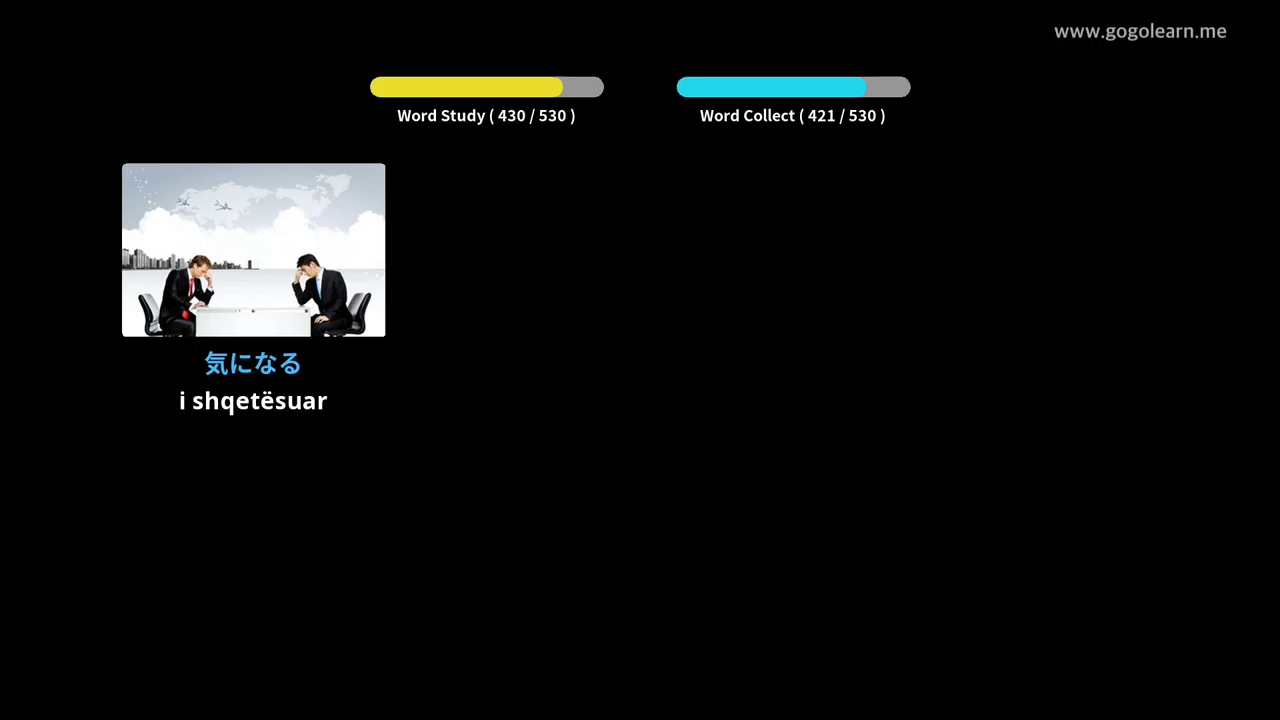 www.gogolearn.me
Word Study ( 430 / 530 )
Word Collect ( 421 / 530 )
気になる
i shqetësuar